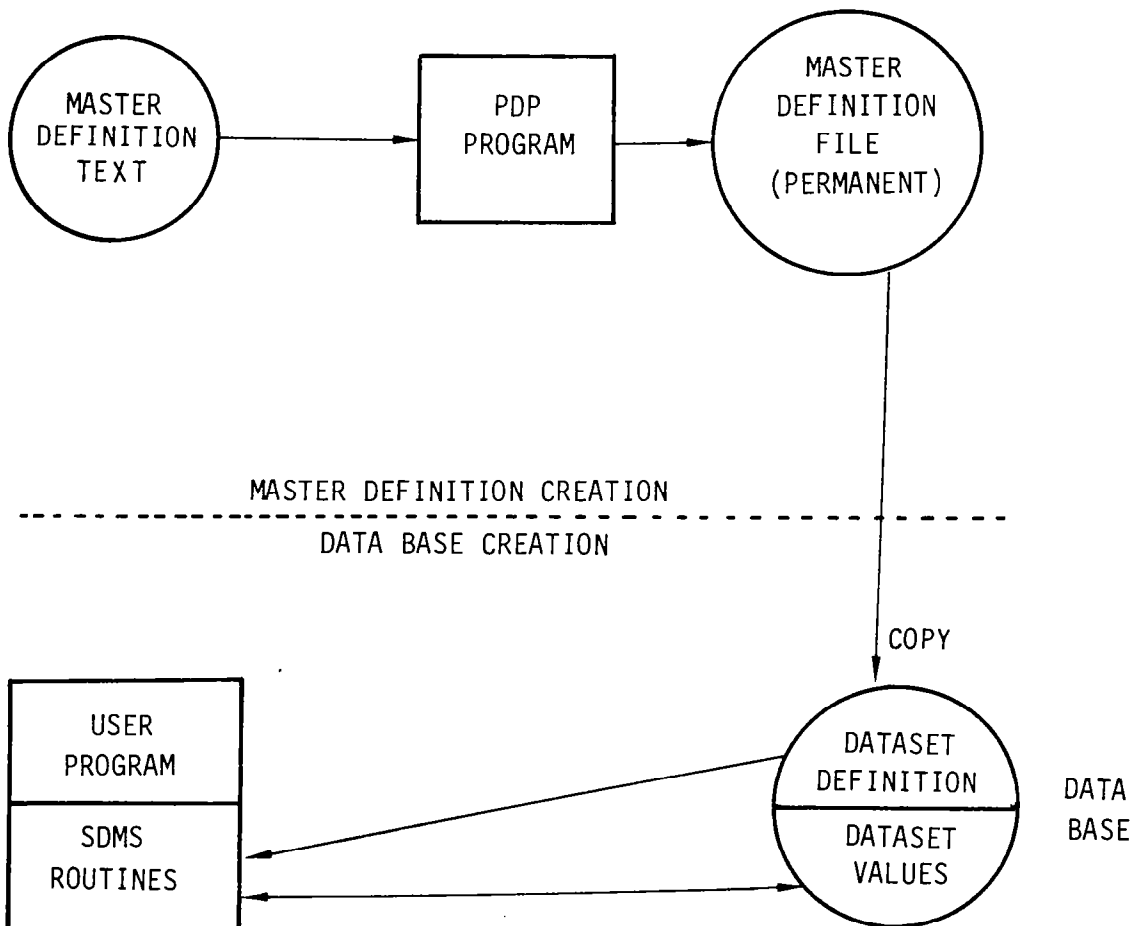 MASTER
DEFINITION
TEXT
PDP
PROGRAM
MASTER
DEFINITION
FILE
(PERMANENT)
MASTER DEFINITION CREATION
DATA BASE CREATION
COPY
USER
PROGRAM
SDMS
ROUTINES
DATASET
DEFINITION
DATASET
VALUES
DATA
BASE